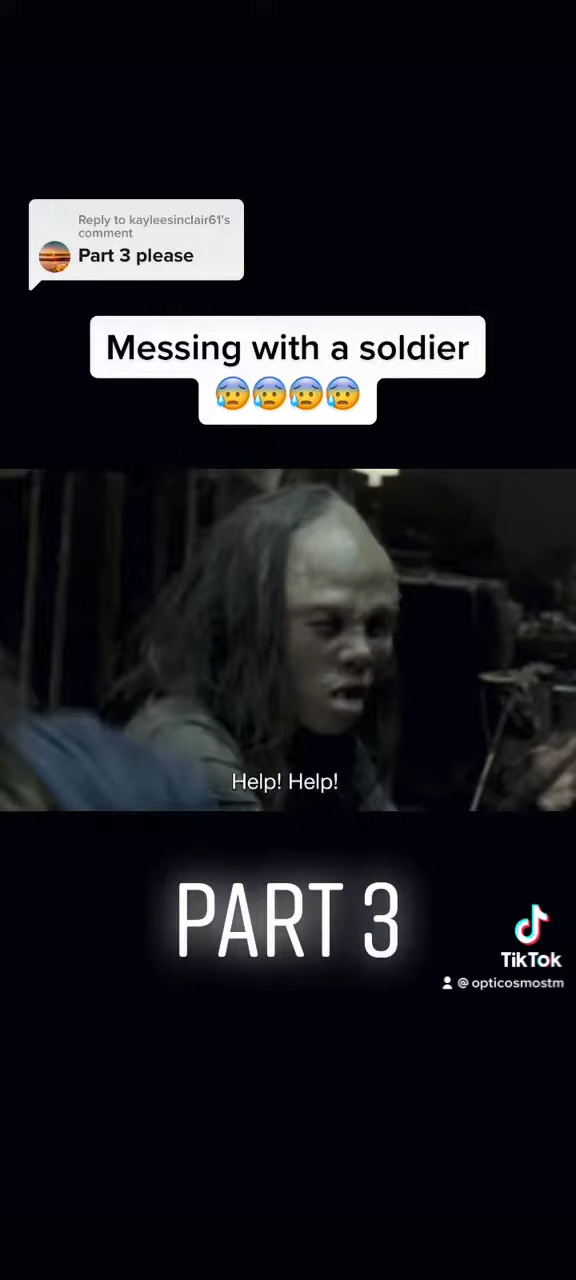 Reply to kayleesinclair61's
comment
Part 3 please
Messing with a soldier
😰😰😰😰
Help! Help!
PART 3
TikTok
@opticosmostm